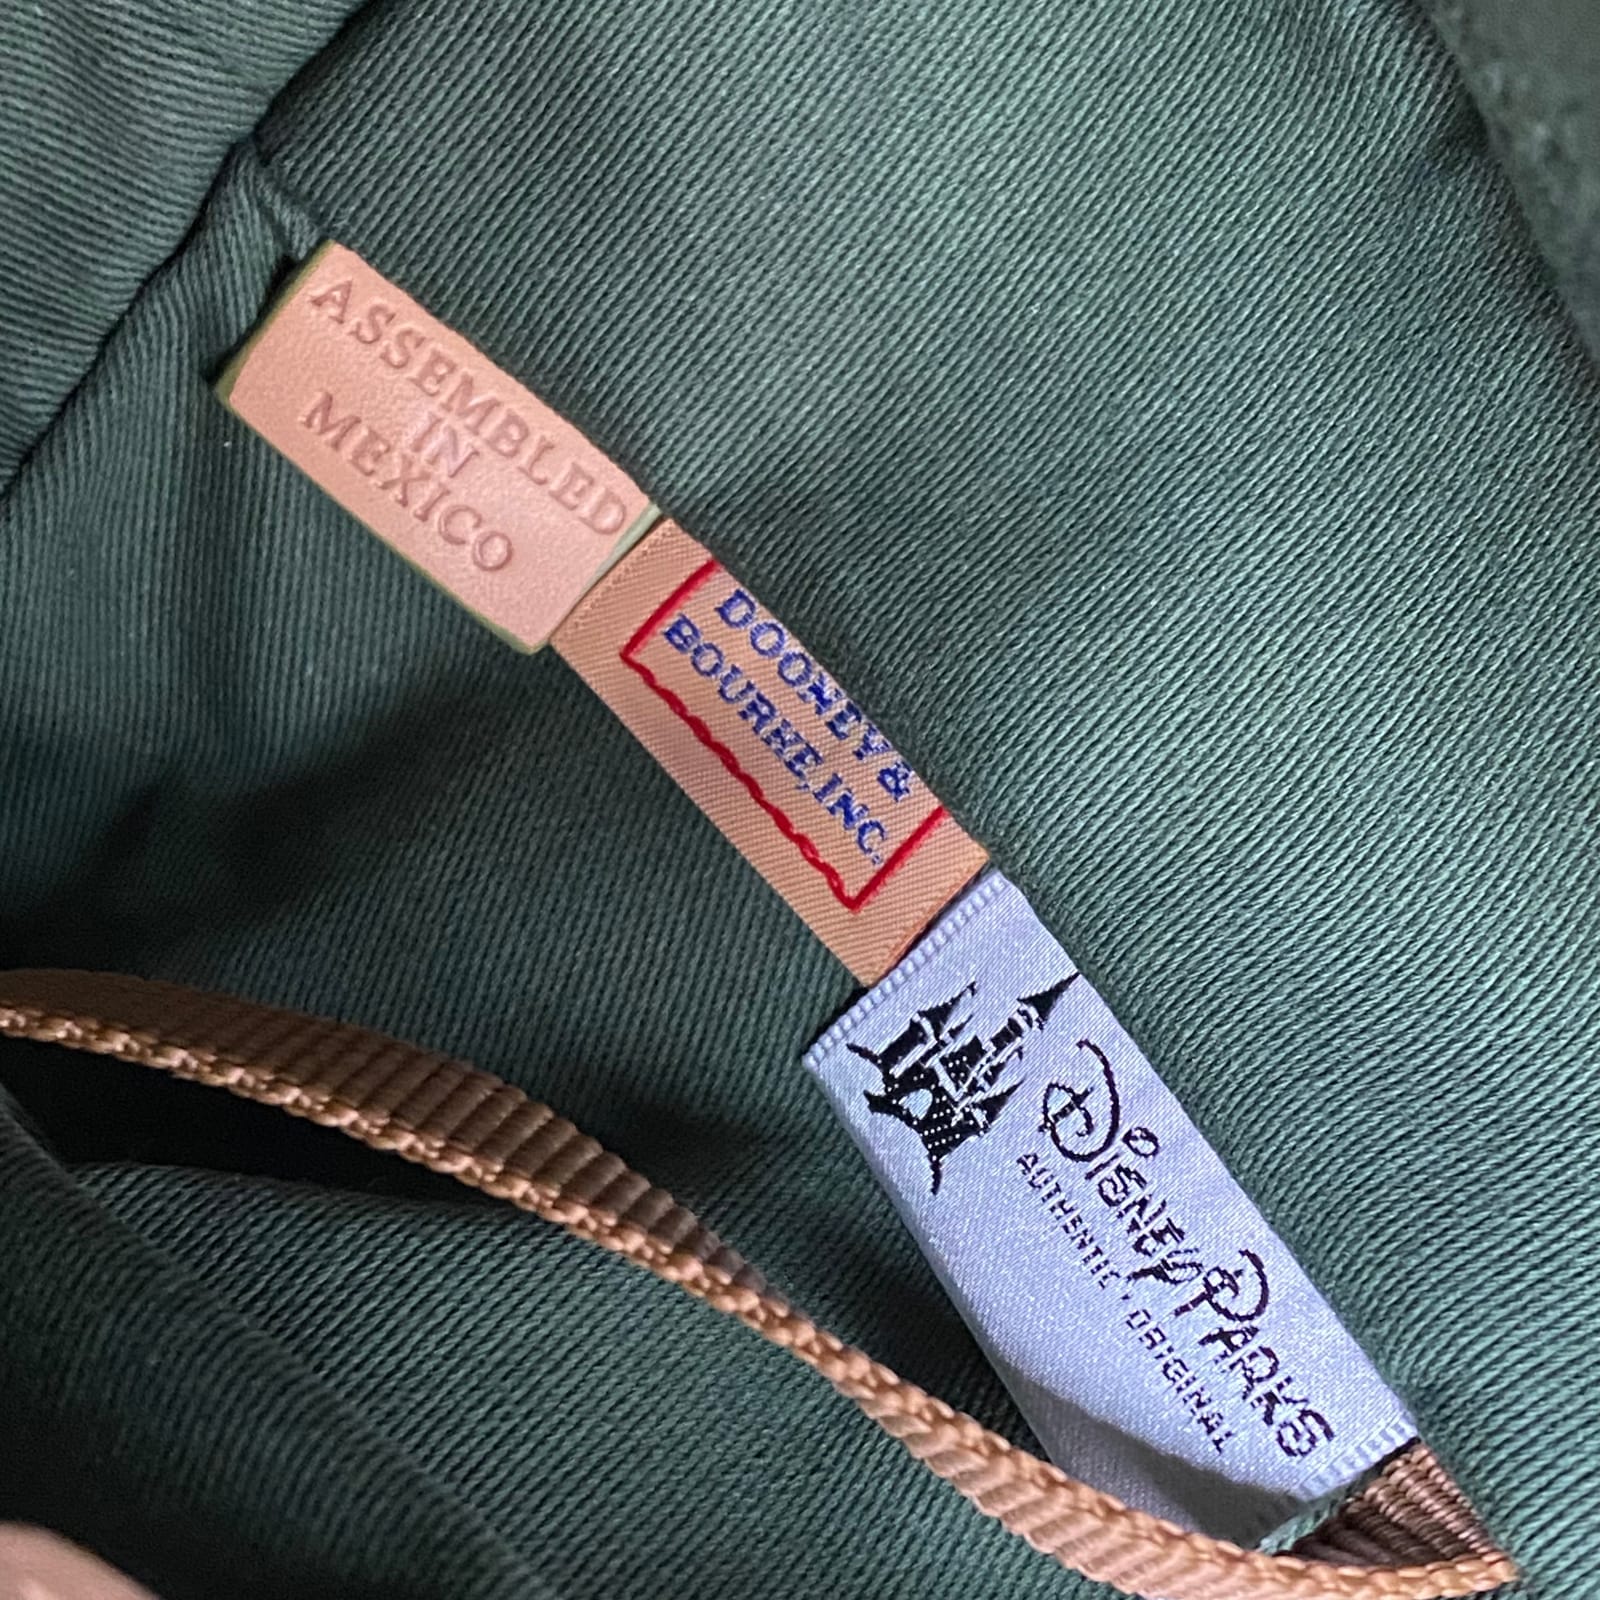 ASSEMBLED
IN
MEXICO
DOONEY &
BOURKE, INC.
Disney Parks
AUTHENTIC · ORIGINAL